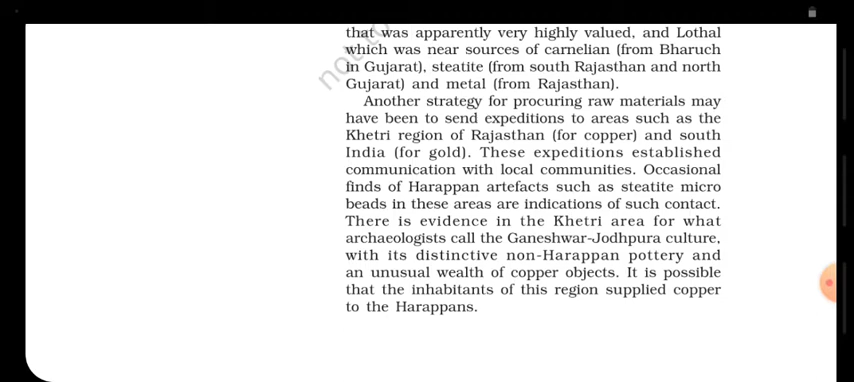 that was apparently very highly valued, and Lothal
which was near sources of carnelian (from Bharuch
in Gujarat), steatite (from south Rajasthan and north
Gujarat) and metal (from Rajasthan).
Another strategy for procuring raw materials may
have been to send expeditions to areas such as the
Khetri region of Rajasthan (for copper) and south
India (for gold). These expeditions established
communication with local communities. Occasional
finds of Harappan artefacts such as steatite micro
beads in these areas are indications of such contact.
There is evidence in the Khetri area for what
archaeologists call the Ganeshwar-Jodhpura culture,
with its distinctive non-Harappan pottery and
an unusual wealth of copper objects. It is possible
that the inhabitants of this region supplied copper
to the Harappans.
not